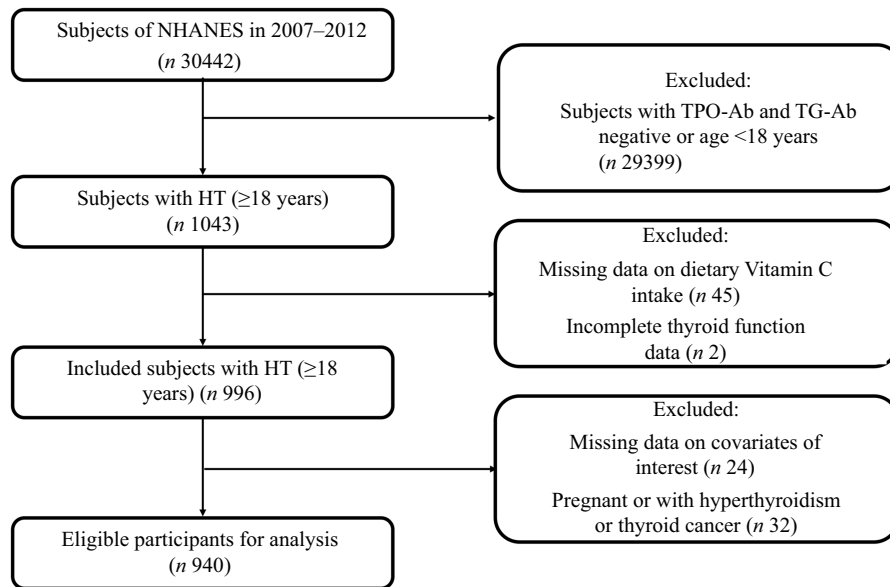 Subjects of NHANES in 2007–2012
(n 30442)
Excluded:
Subjects with TPO-Ab and TG-Ab
negative or age <18 years
(n 29399)
Subjects with HT (≥18 years)
(n 1043)
Excluded:
Missing data on dietary Vitamin C
intake (n 45)
Incomplete thyroid function
data (n 2)
Included subjects with HT (≥18
years) (n 996)
Excluded:
Missing data on covariates of
interest (n 24)
Pregnant or with hyperthyroidism
or thyroid cancer (n 32)
Eligible participants for analysis
(n 940)